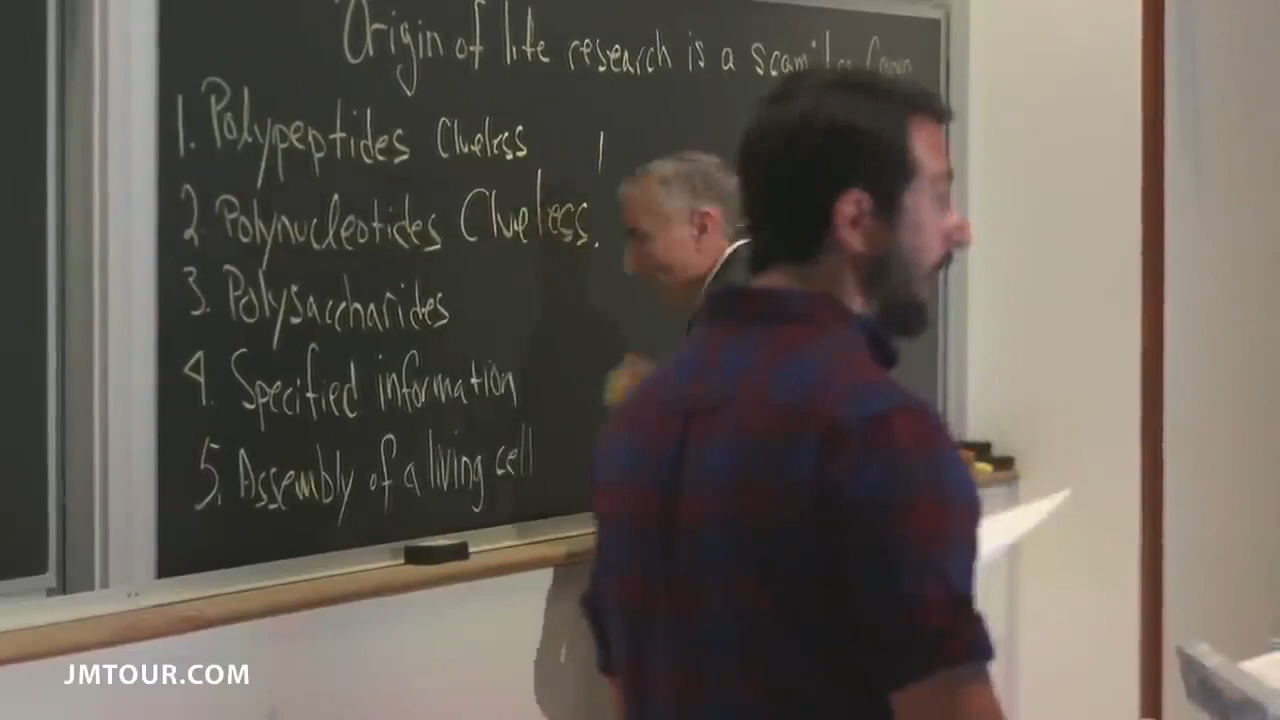 Origin of life research is a scam
1. Polypeptides Clueless
2. Polynucleotides Clueless.
3. Polysaccharides
4. Specified information
5. Assembly of a living cell
JMTOUR.COM